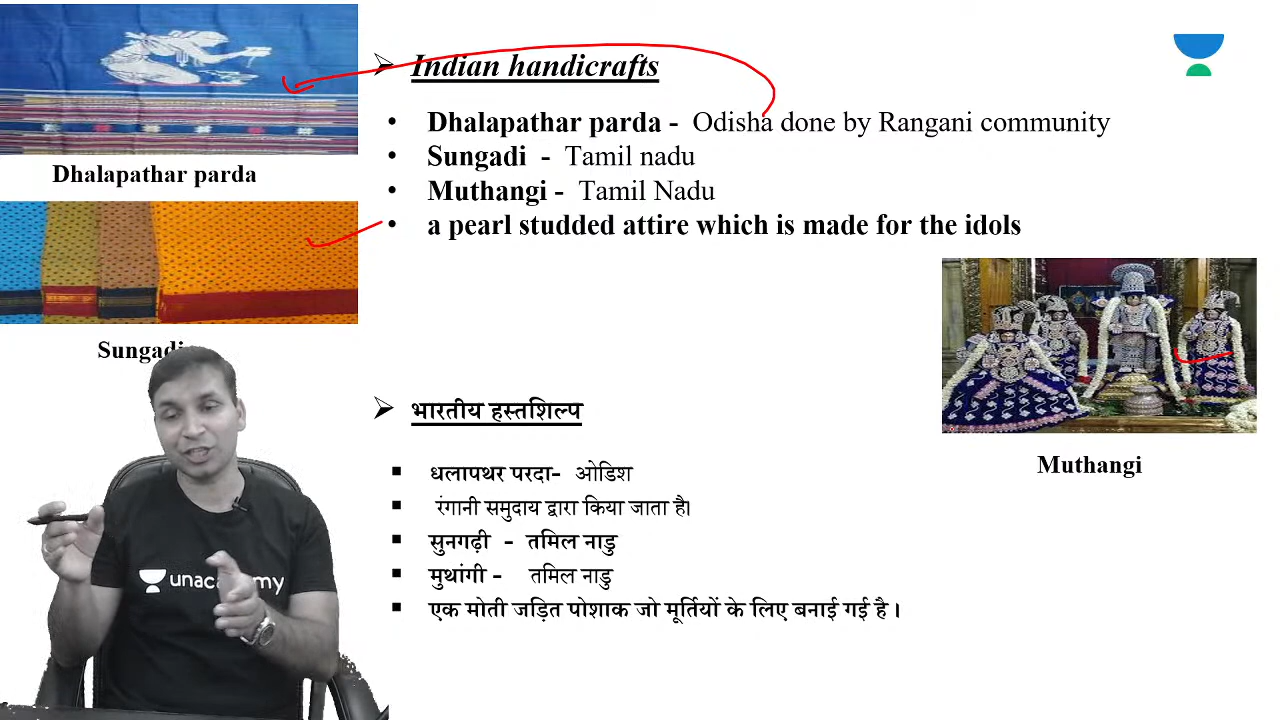 Indian handicrafts
Dhalapathar parda - Odisha done by Rangani community
Sungadi - Tamil nadu
Muthangi - Tamil Nadu
a pearl studded attire which is made for the idols
Dhalapathar parda
Sungadi
Muthangi
भारतीय हस्तशिल्प
धलापथर परदा- ओडिश
रंगानी समुदाय द्वारा किया जाता है।
सुनगढ़ी - तमिल नाडु
मुथांगी - तमिल नाडु
एक मोती जड़ित पोशाक जो मूर्तियों के लिए बनाई गई है ।
unacademy